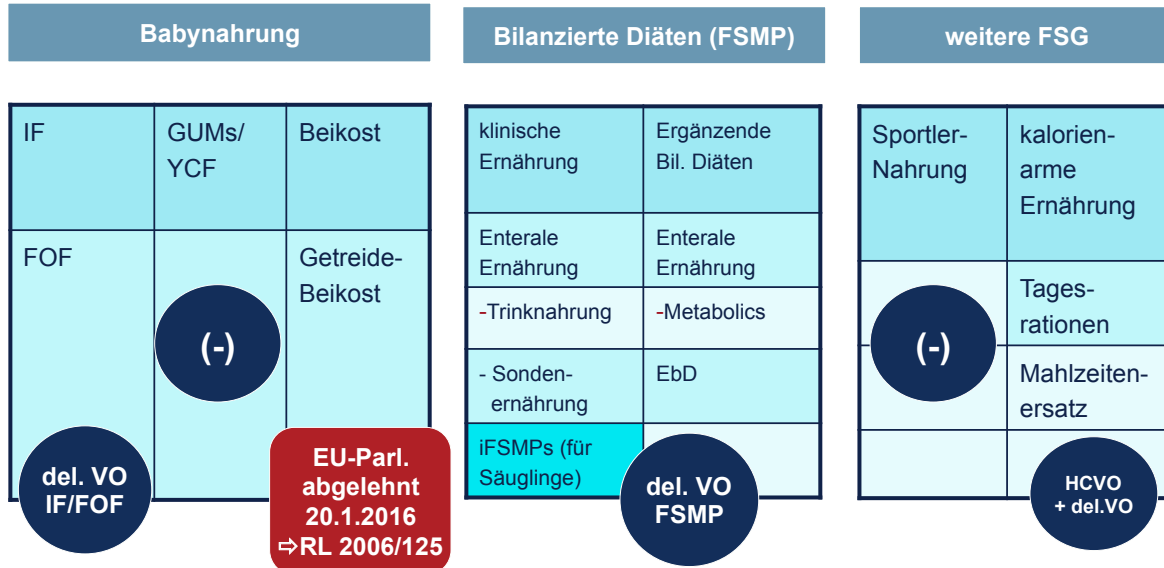 Babynahrung
Bilanzierte Diäten (FSMP)
weitere FSG
IF
GUMs/
YCF
Beikost
FOF
(-)
Getreide-
Beikost
del. VO
IF/FOF
EU-Parl.
abgelehnt
20.1.2016
⇨RL 2006/125
klinische
Ernährung
Ergänzende
Bil. Diäten
Enterale
Ernährung
Enterale
Ernährung
-Trinknahrung
-Metabolics
- Sonden-
ernährung
EbD
iFSMPs (für
Säuglinge)
del. VO
FSMP
Sportler-
Nahrung
kalorien-
arme
Ernährung
(-)
Tages-
rationen
Mahlzeiten-
ersatz
HCVO
+ del.VO